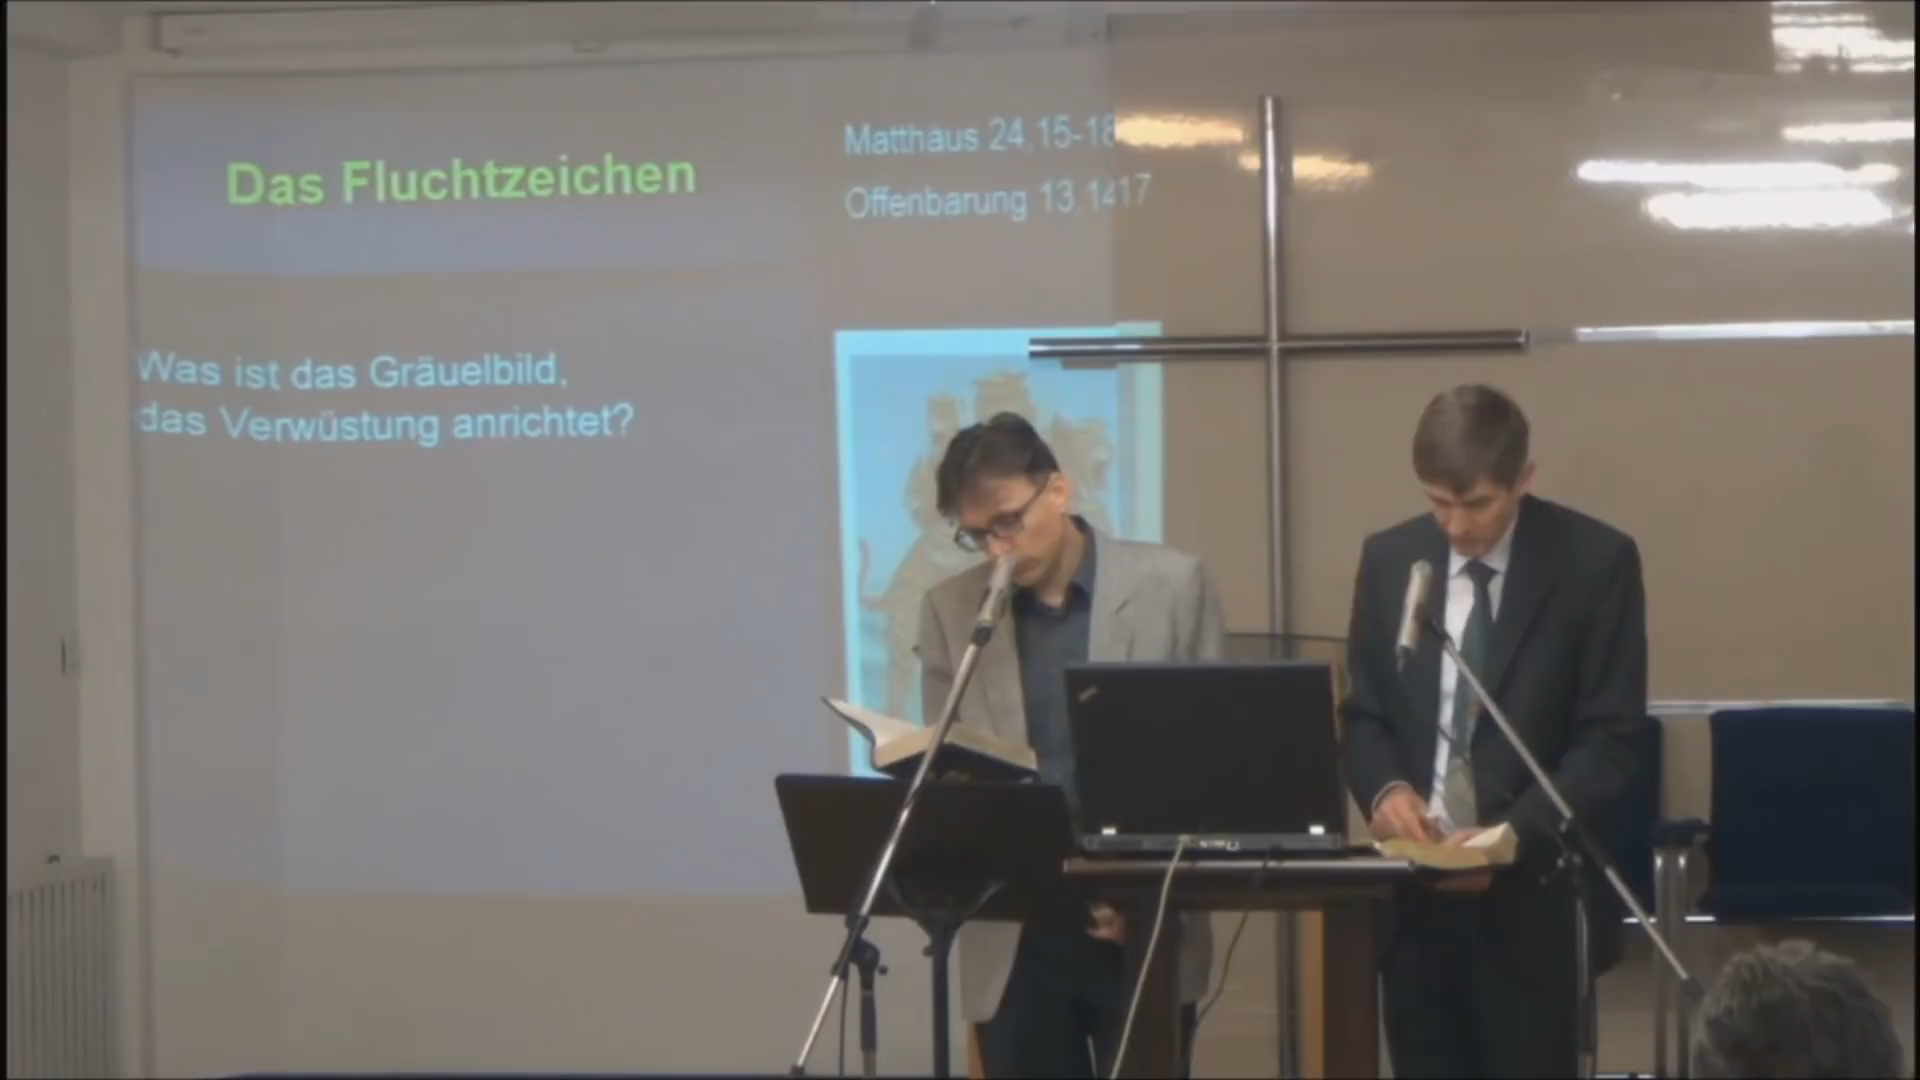 Das Fluchtzeichen
Matthäus 24,15-18
Offenbarung 13,1417
Was ist das Gräuelbild,
das Verwüstung anrichtet?